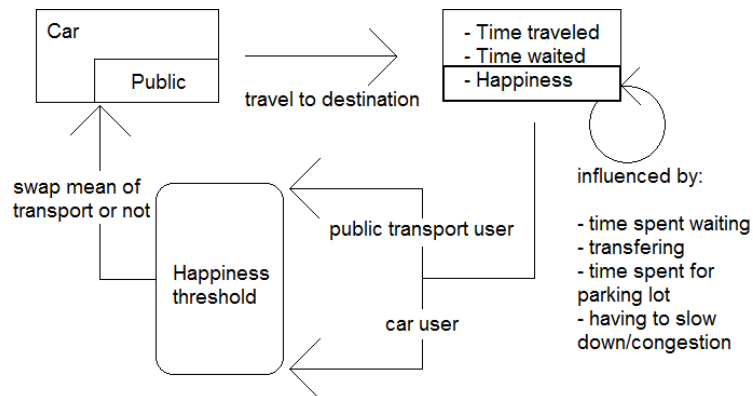 Car
Public
travel to destination
- Time traveled
- Time waited
- Happiness
influenced by:
- time spent waiting
- transfering
- time spent for
parking lot
- having to slow
down/congestion
public transport user
car user
Happiness
threshold
swap mean of
transport or not